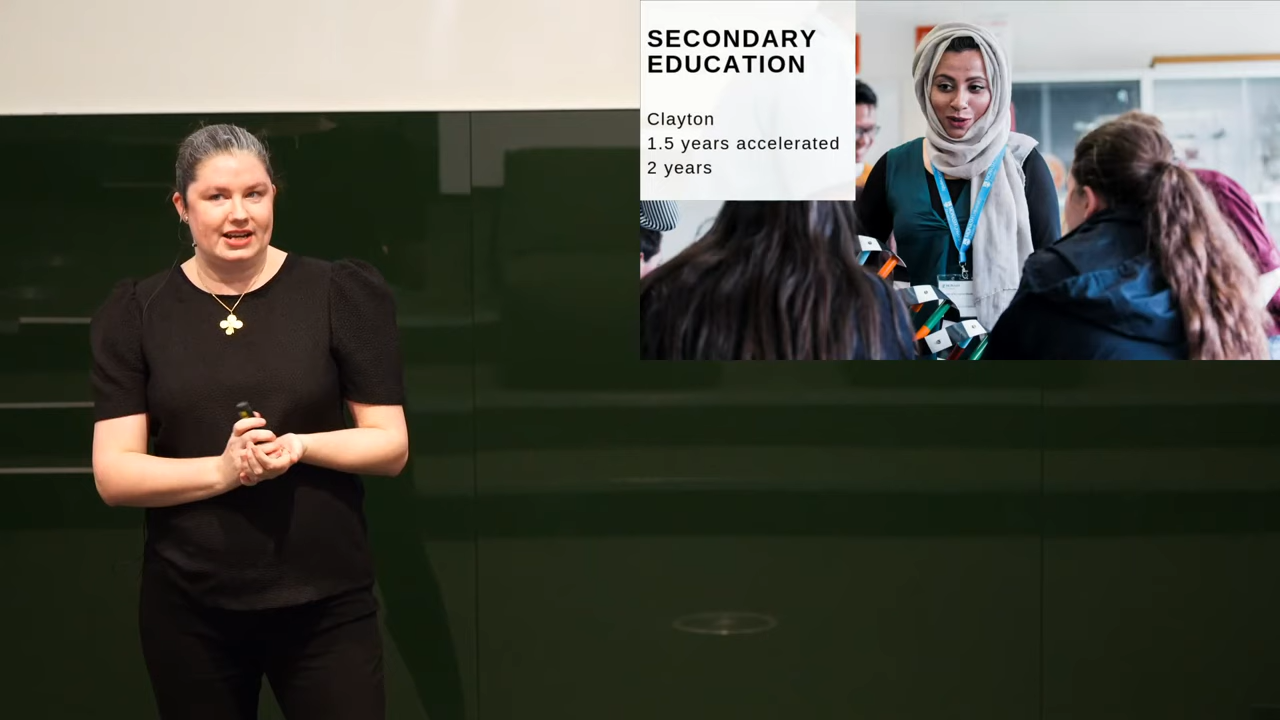 SECONDARY
EDUCATION
Clayton
1.5 years accelerated
2 years